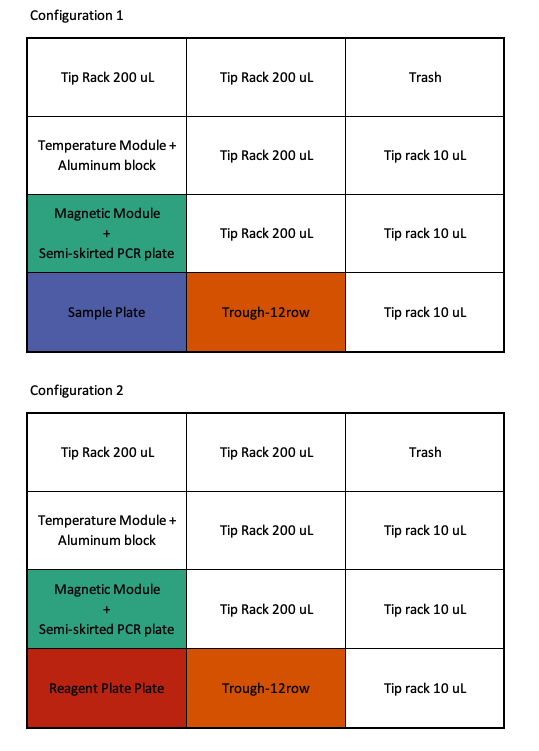 Configuration 1
Tip Rack 200 uL
Tip Rack 200 uL
Trash
Temperature Module +
Aluminum block
Tip Rack 200 uL
Tip rack 10 uL
Magnetic Module
+
Semi-skirted PCR plate
Tip Rack 200 uL
Tip rack 10 uL
Sample Plate
Trough-12row
Tip rack 10 uL
Configuration 2
Tip Rack 200 uL
Tip Rack 200 uL
Trash
Temperature Module +
Aluminum block
Tip Rack 200 uL
Tip rack 10 uL
Magnetic Module
+
Semi-skirted PCR plate
Tip Rack 200 uL
Tip rack 10 uL
Reagent Plate Plate
Trough-12row
Tip rack 10 uL